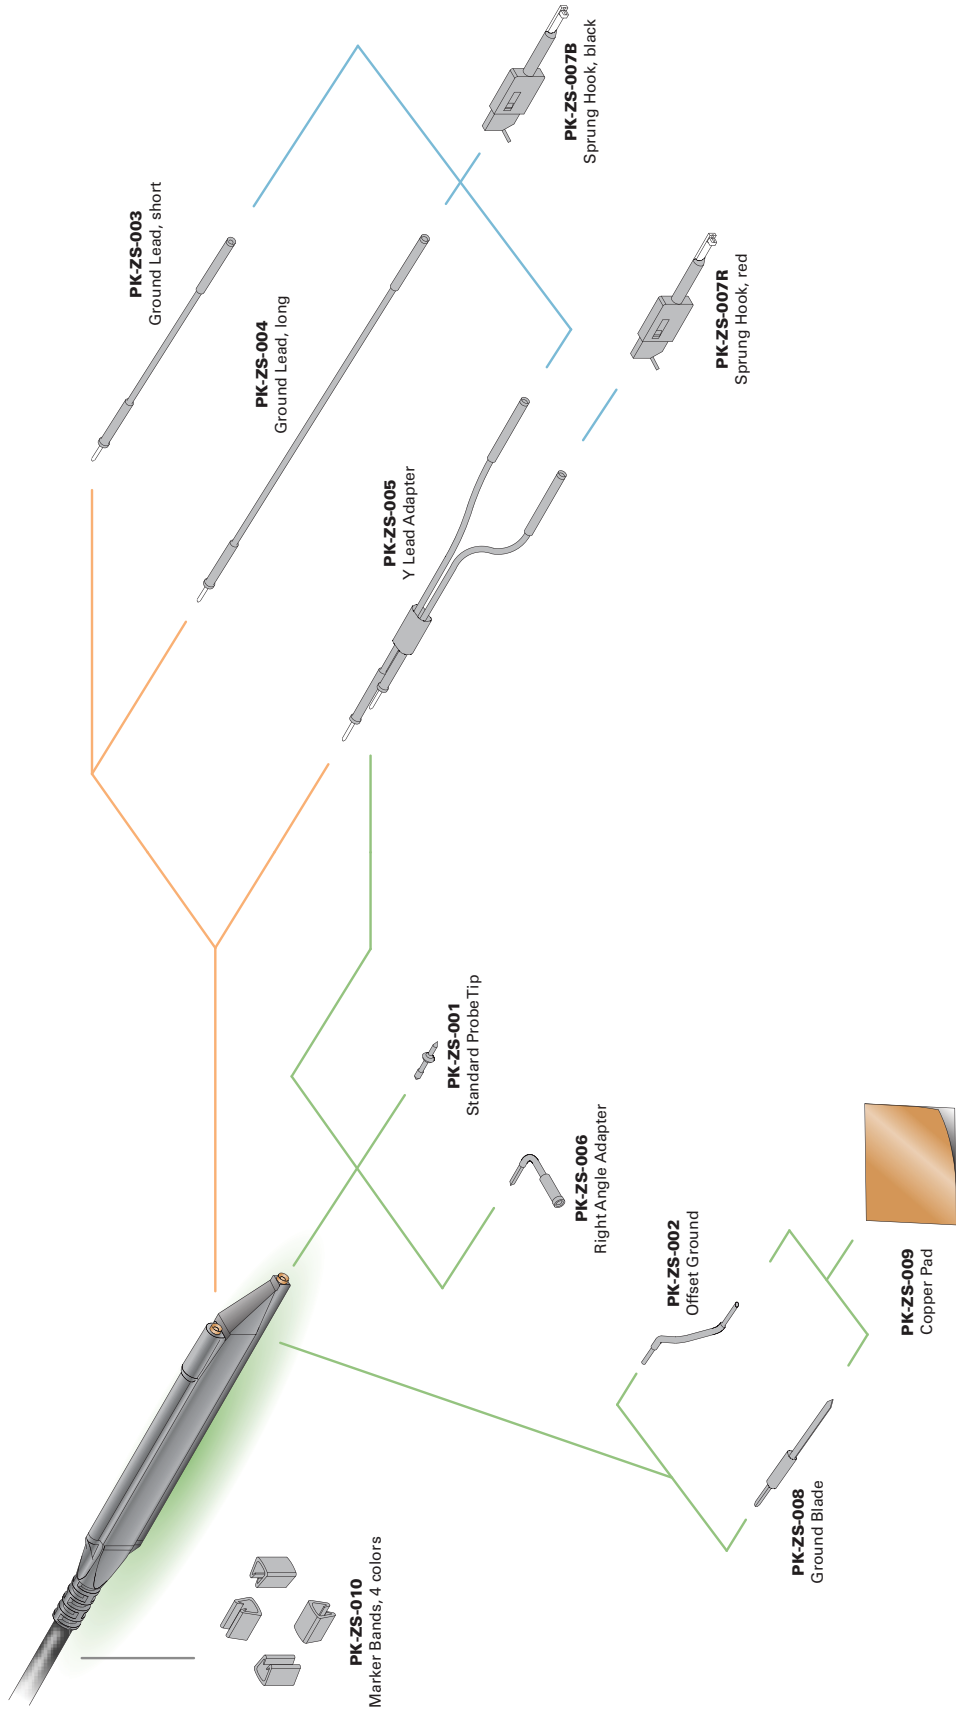 PK-ZS-010
Marker Bands, 4 colors
PK-ZS-008
Ground Blade
PK-ZS-009
Copper Pad
PK-ZS-002
Offset Ground
PK-ZS-006
Right Angle Adapter
PK-ZS-001
Standard Probe Tip
PK-ZS-005
Y Lead Adapter
PK-ZS-004
Ground Lead, long
PK-ZS-003
Ground Lead, short
PK-ZS-007R
Sprung Hook, red
PK-ZS-007B
Sprung Hook, black